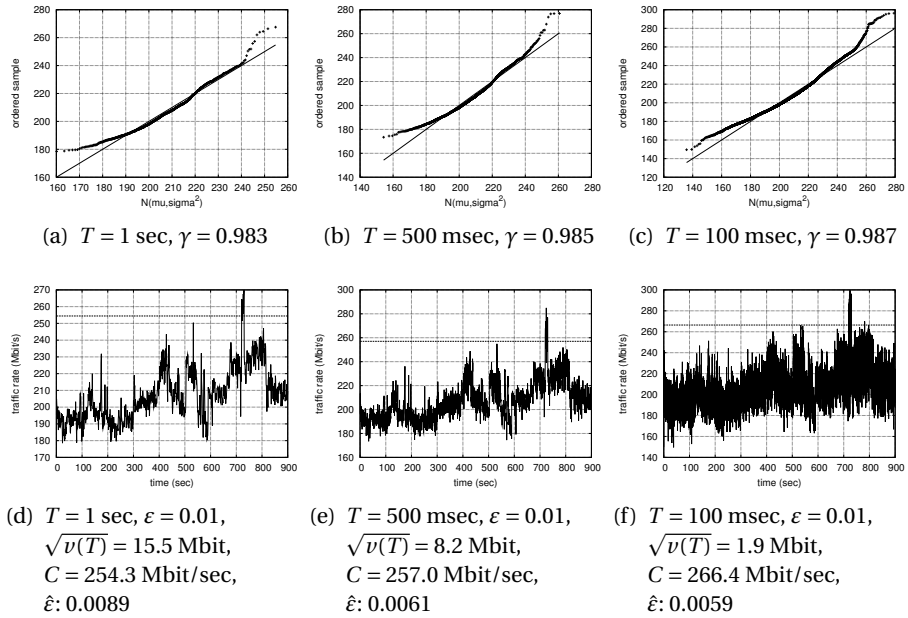 280
260
240
220
200
180
160
160 170 180 190 200 210 220 230 240 250 260
ordered sample
N(mu,sigma²)
(a) T = 1 sec, γ = 0.983
280
260
240
220
200
180
160
140
140 160 180 200 220 240 260 280
ordered sample
N(mu,sigma²)
(b) T = 500 msec, γ = 0.985
300
280
260
240
220
200
180
160
140
120
120 140 160 180 200 220 240 260 280
ordered sample
N(mu,sigma²)
(c) T = 100 msec, γ = 0.987
270
260
250
240
230
220
210
200
190
180
170
0 100 200 300 400 500 600 700 800 900
traffic rate (Mbit/s)
time (sec)
(d) T = 1 sec, ε = 0.01,
√v(T) = 15.5 Mbit,
C = 254.3 Mbit/sec,
ε̂: 0.0089
300
280
260
240
220
200
180
160
0 100 200 300 400 500 600 700 800 900
traffic rate (Mbit/s)
time (sec)
(e) T = 500 msec, ε = 0.01,
√v(T) = 8.2 Mbit,
C = 257.0 Mbit/sec,
ε̂: 0.0061
300
280
260
240
220
200
180
160
140
0 100 200 300 400 500 600 700 800 900
traffic rate (Mbit/s)
time (sec)
(f) T = 100 msec, ε = 0.01,
√v(T) = 1.9 Mbit,
C = 266.4 Mbit/sec,
ε̂: 0.0059